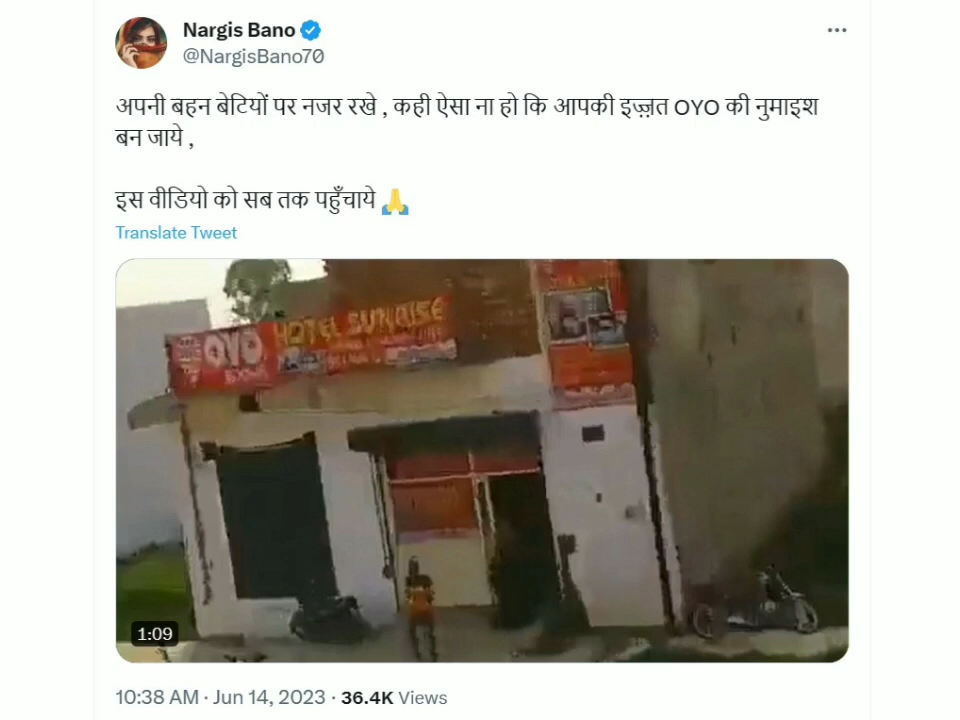 Nargis Bano
@NargisBano70
अपनी बहन बेटियों पर नजर रखे , कही ऐसा ना हो कि आपकी इज़्ज़त OYO की नुमाइश
बन जाये ,
इस वीडियो को सब तक पहुँचाये 🙏
Translate Tweet
OYO HOTEL SUNRISE
1:09
10:38 AM · Jun 14, 2023 · 36.4K Views